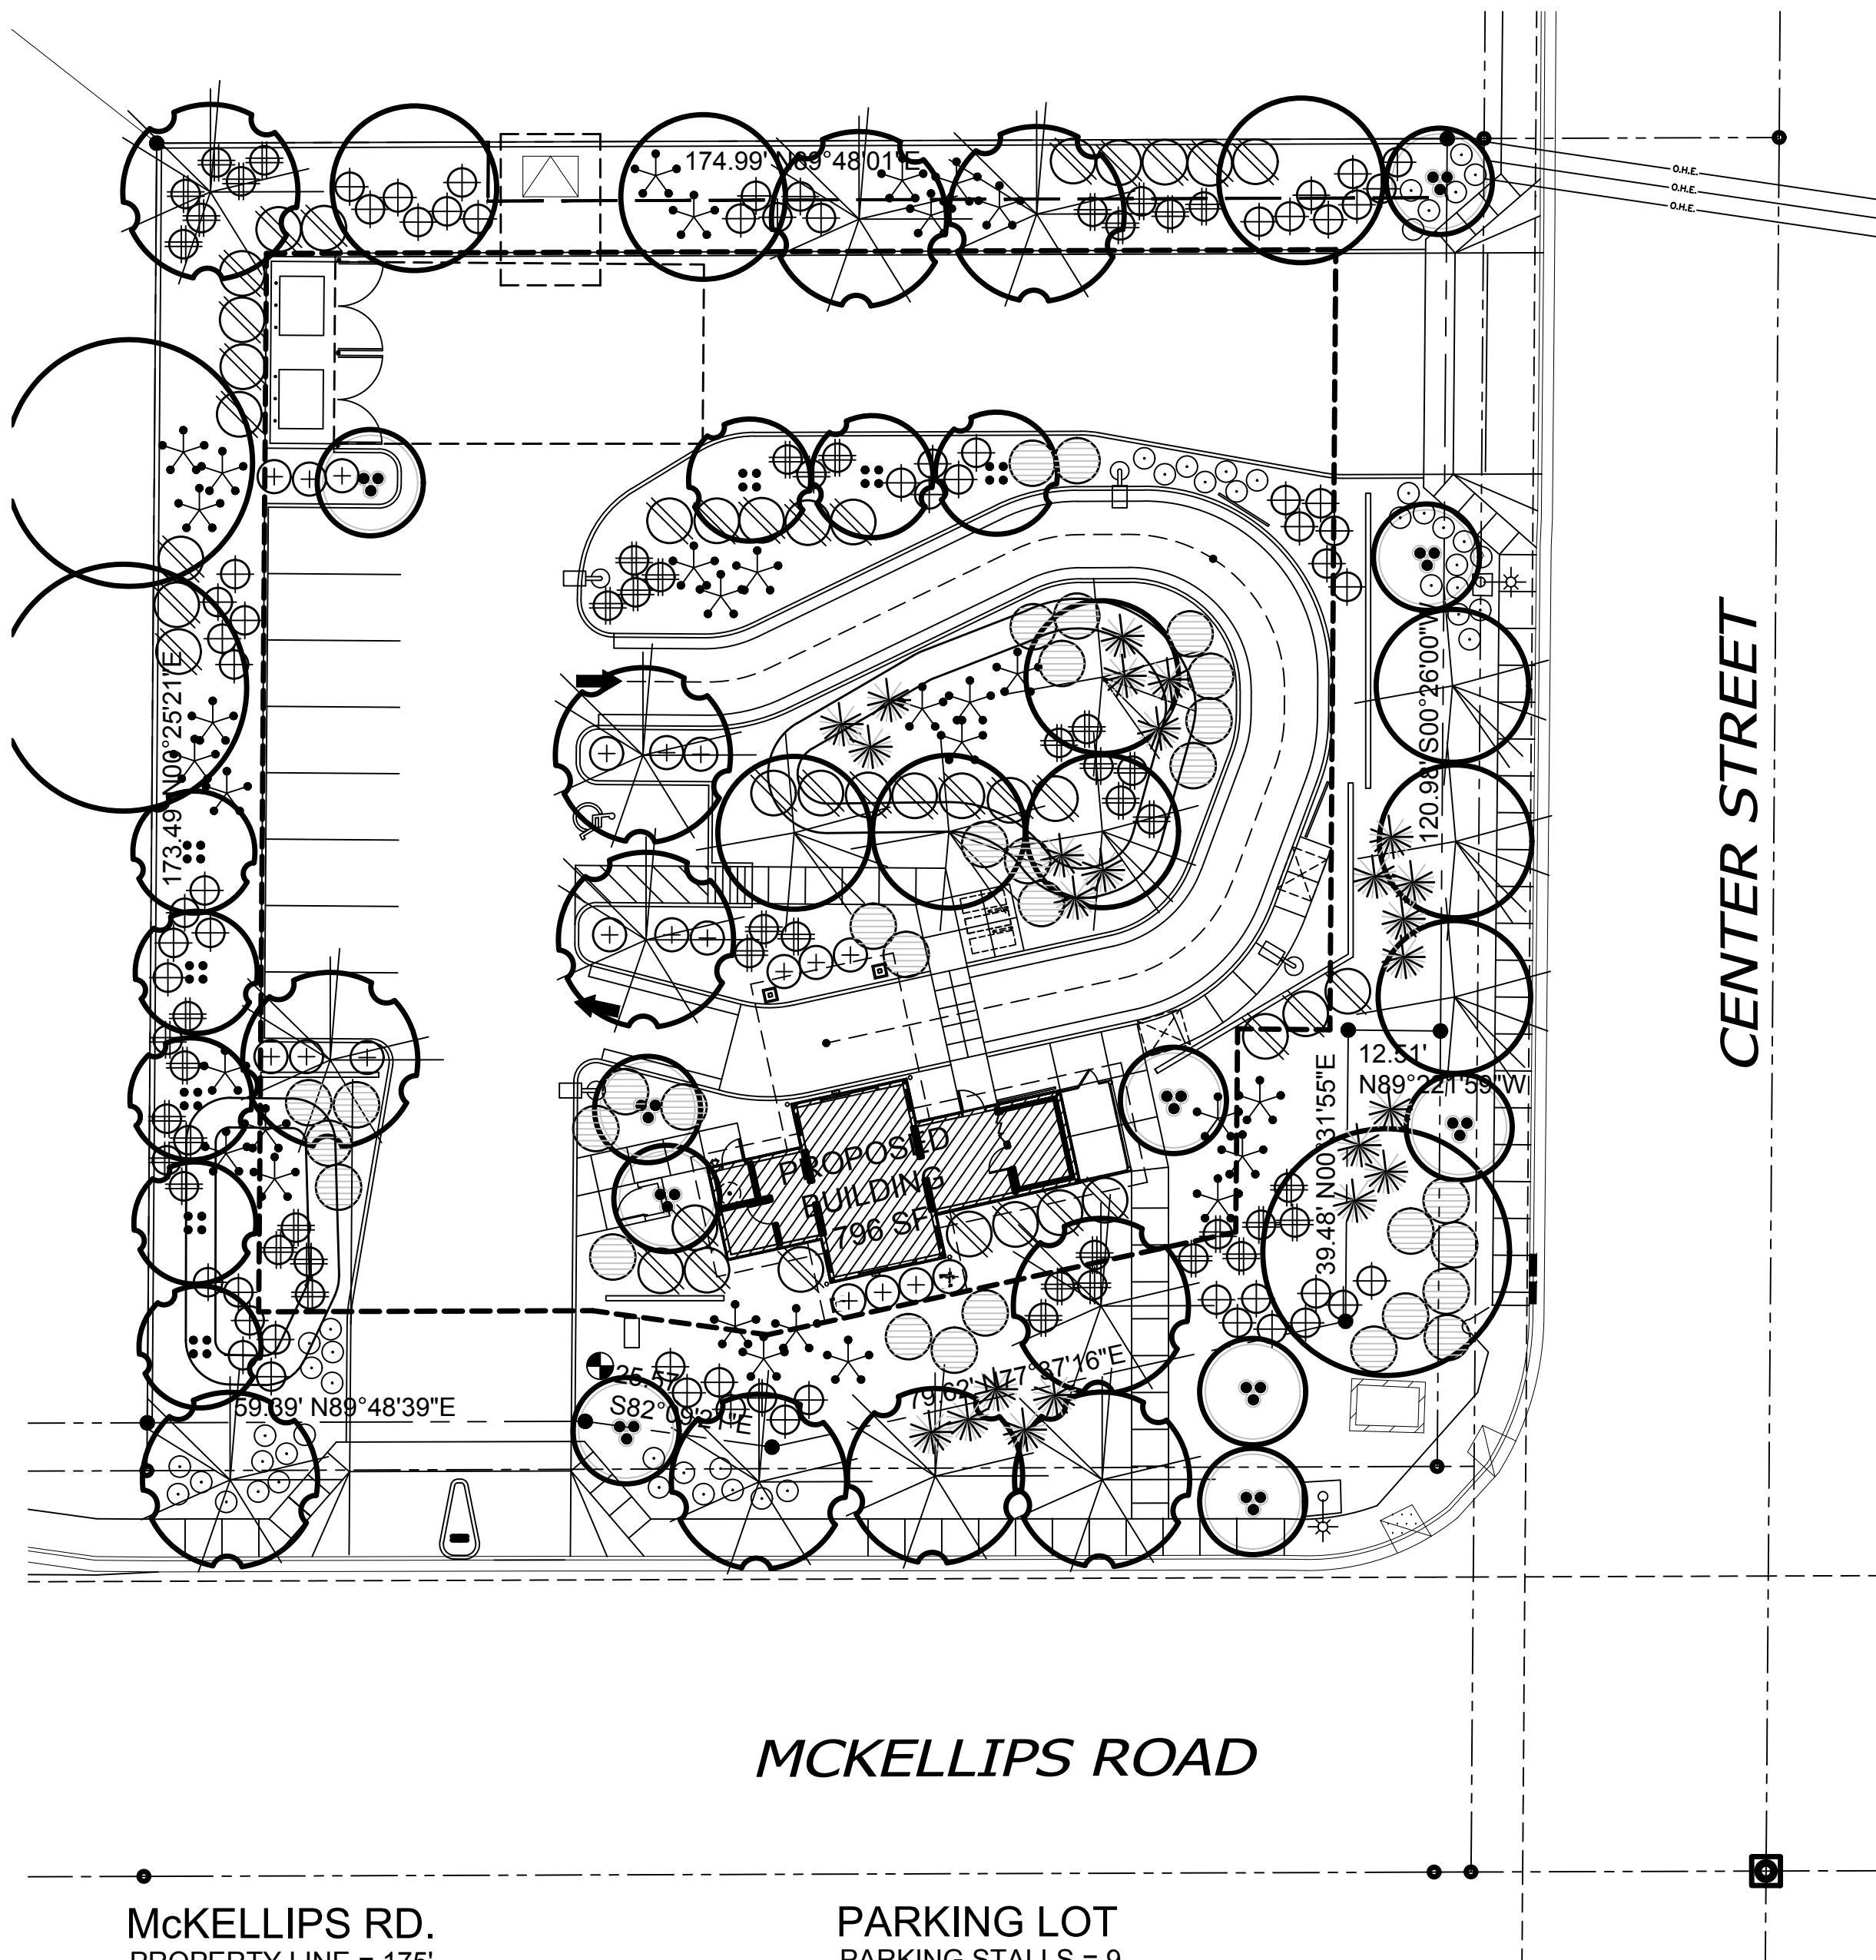 174.99' N89°48'01"E
O.H.E.
O.H.E.
O.H.E.
173.49' N00°25'21"E
120.98' S00°26'00"W
CENTER STREET
12.51'
N89°221'59"W
39.48' N00°31'55"E
PROPOSED
BUILDING
796 SF
25.57'
S82°09'21"E
79.62' N77°37'16"E
59.39' N89°48'39"E
MCKELLIPS ROAD
McKELLIPS RD.
PROPERTY LINE = 175'
PARKING LOT
PARKING STALLS = 9